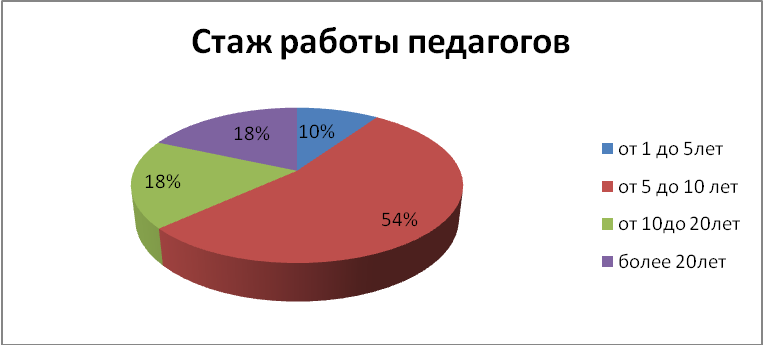 Стаж работы педагогов
18%
10%
18%
54%
от 1 до 5лет
от 5 до 10 лет
от 10до 20лет
более 20лет